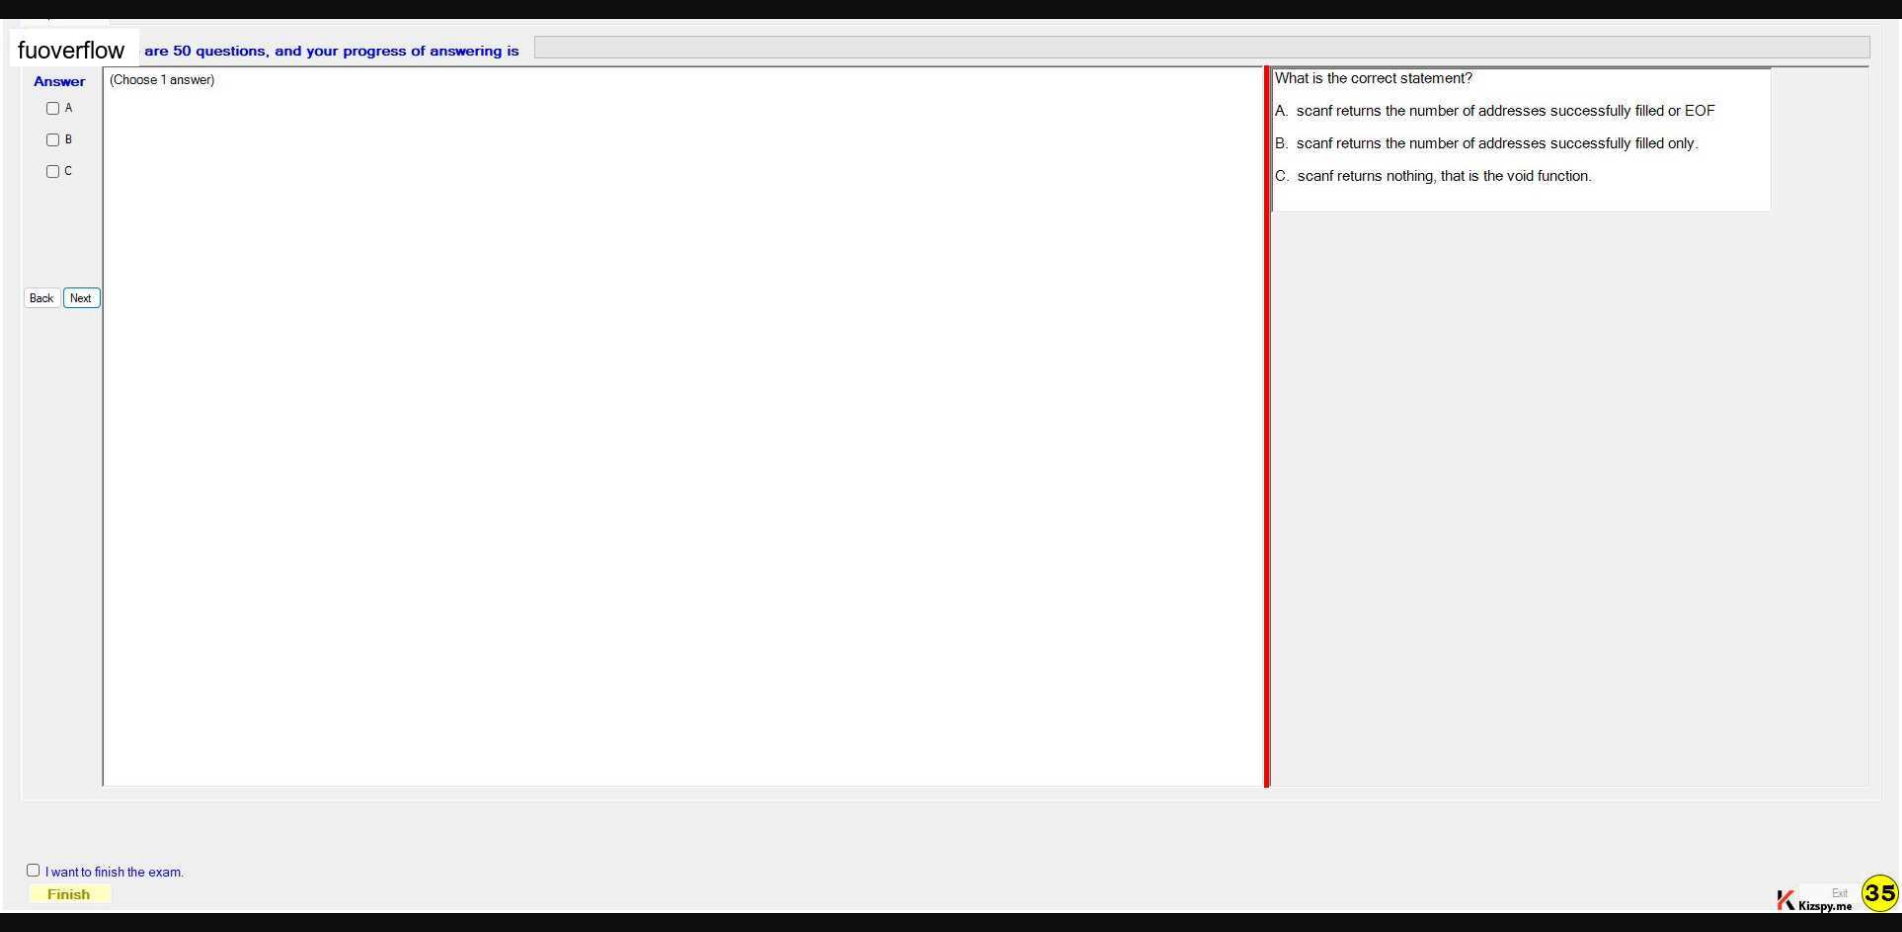 fuoverflow are 50 questions, and your progress of answering is
Answer
(Choose 1 answer)
A
B
C
Back Next
What is the correct statement?
A. scanf returns the number of addresses successfully filled or EOF
B. scanf returns the number of addresses successfully filled only.
C. scanf returns nothing, that is the void function.
I want to finish the exam.
Finish
Exit
Kizspy.me
35